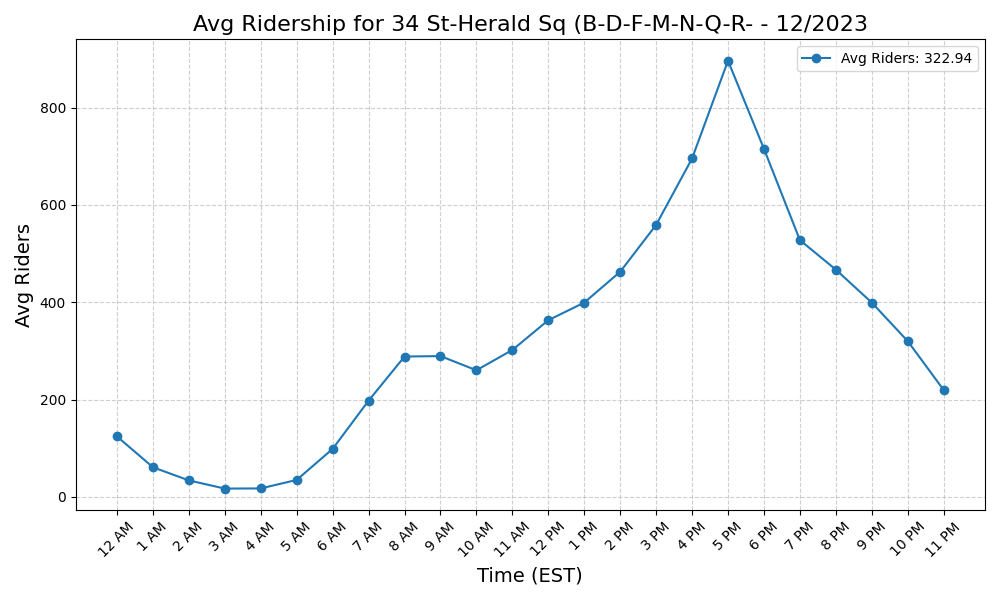 Avg Ridership for 34 St-Herald Sq (B-D-F-M-N-Q-R- - 12/2023
Avg Riders: 322.94
Avg Riders
800
600
400
200
0
12 AM
1 AM
2 AM
3 AM
4 AM
5 AM
6 AM
7 AM
8 AM
9 AM
10 AM
11 AM
12 PM
1 PM
2 PM
3 PM
4 PM
5 PM
6 PM
7 PM
8 PM
9 PM
10 PM
11 PM
Time (EST)